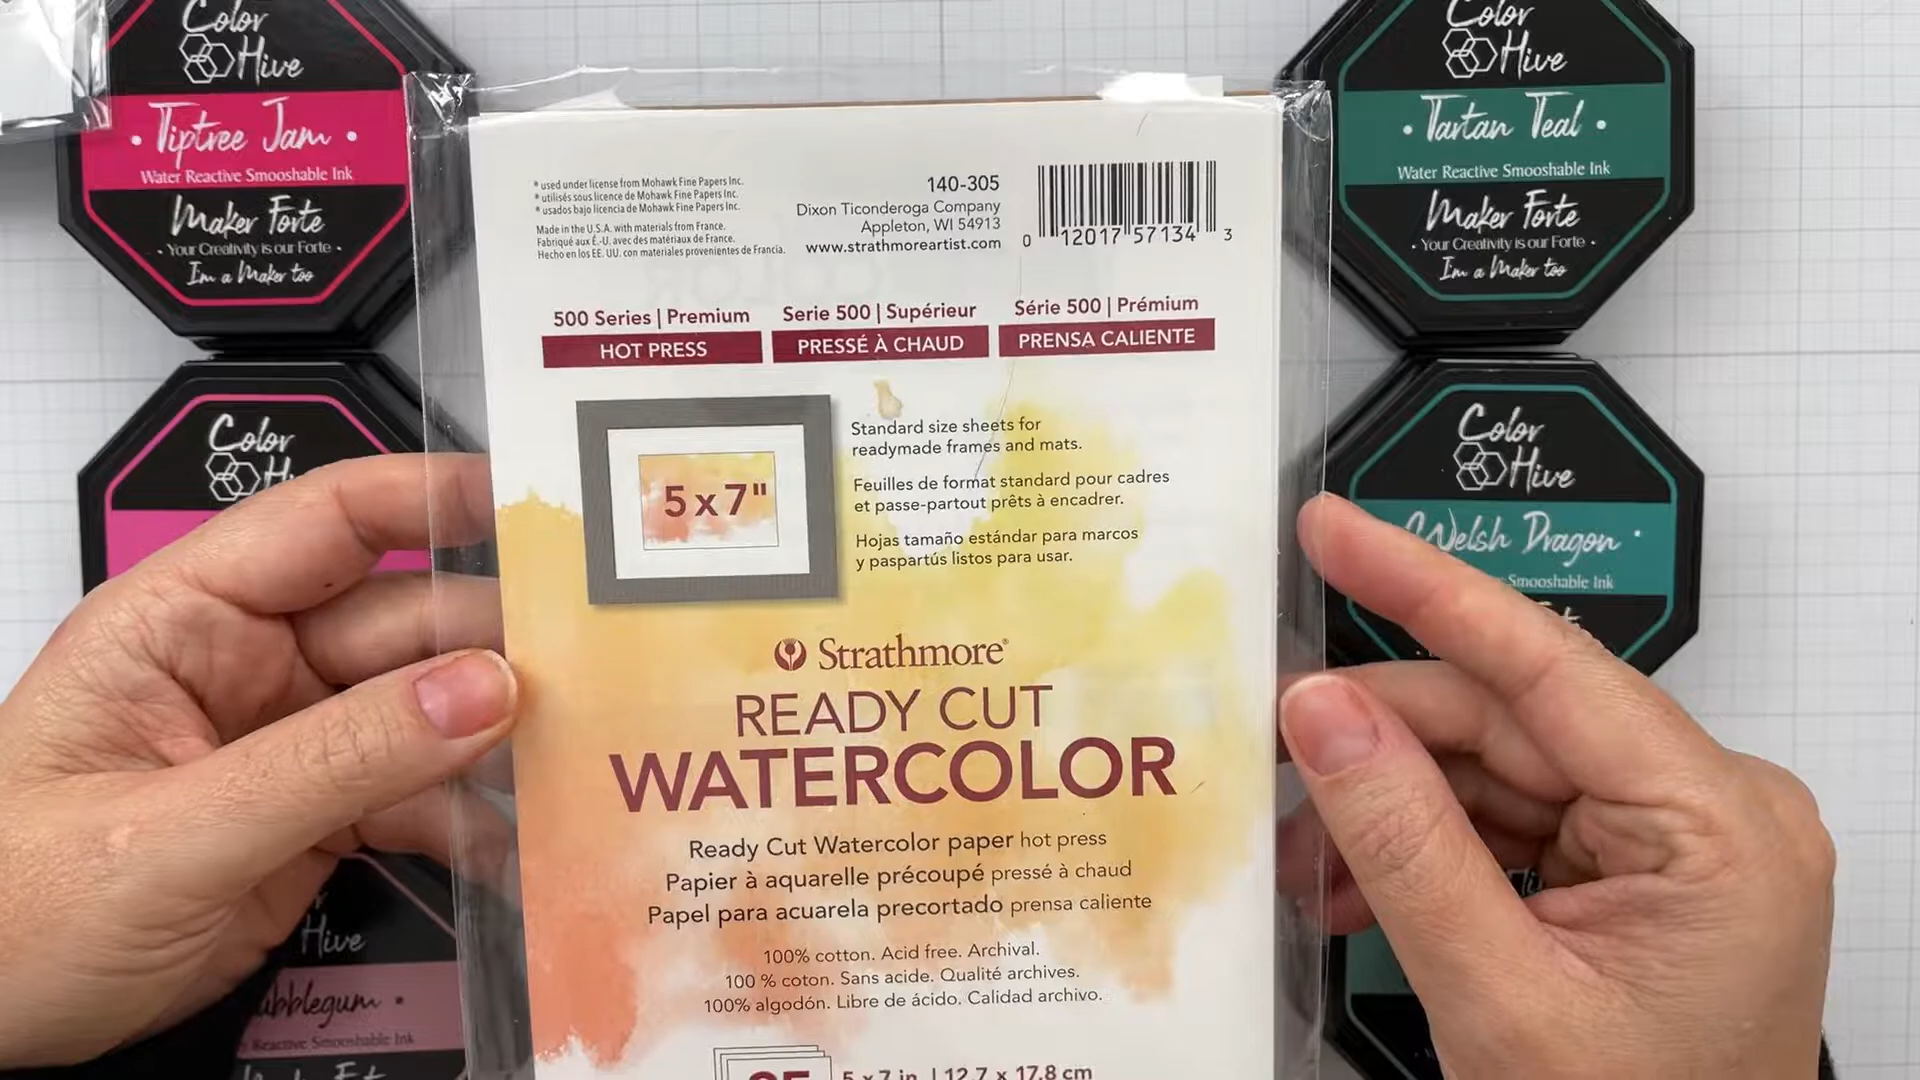 Color
Hive
• Tiptree Jam •
Water Reactive Smooshable Ink
Maker Forte
• Your Creativity is our Forte •
I'm a Maker too
Color
* used under license from Mohawk Fine Papers Inc.
* utilisés sous licence de Mohawk Fine Papers Inc.
* usados bajo licencia de Mohawk Fine Papers Inc.
Made in the U.S.A. with materials from France.
Fabriqué aux É.-U. avec des matériaux de France.
Hecho en los EE. UU. con materiales provenientes de Francia.
140-305
Dixon Ticonderoga Company
Appleton, WI 54913
www.strathmoreartist.com
0 12017 57134 3
500 Series | Premium
HOT PRESS
Serie 500 | Supérieur
PRESSÉ À CHAUD
Série 500 | Prémium
PRENSA CALIENTE
5 x 7"
Standard size sheets for
readymade frames and mats.
Feuilles de format standard pour cadres
et passe-partout prêts à encadrer.
Hojas tamaño estándar para marcos
y paspartús listos para usar.
Strathmore®
READY CUT
WATERCOLOR
Ready Cut Watercolor paper hot press
Papier à aquarelle précoupé pressé à chaud
Papel para acuarela precortado prensa caliente
100% cotton. Acid free. Archival.
100 % coton. Sans acide. Qualité archives.
100% algodón. Libre de ácido. Calidad archivo.
5 x 7 in. | 12.7 x 17.8 cm
Color
Hive
• Tartan Teal •
Water Reactive Smooshable Ink
Maker Forte
• Your Creativity is our Forte •
I'm a Maker too
Color
Hive
Welsh Dragon •
Smooshable Ink
Hive
Reactive Smooshable Ink